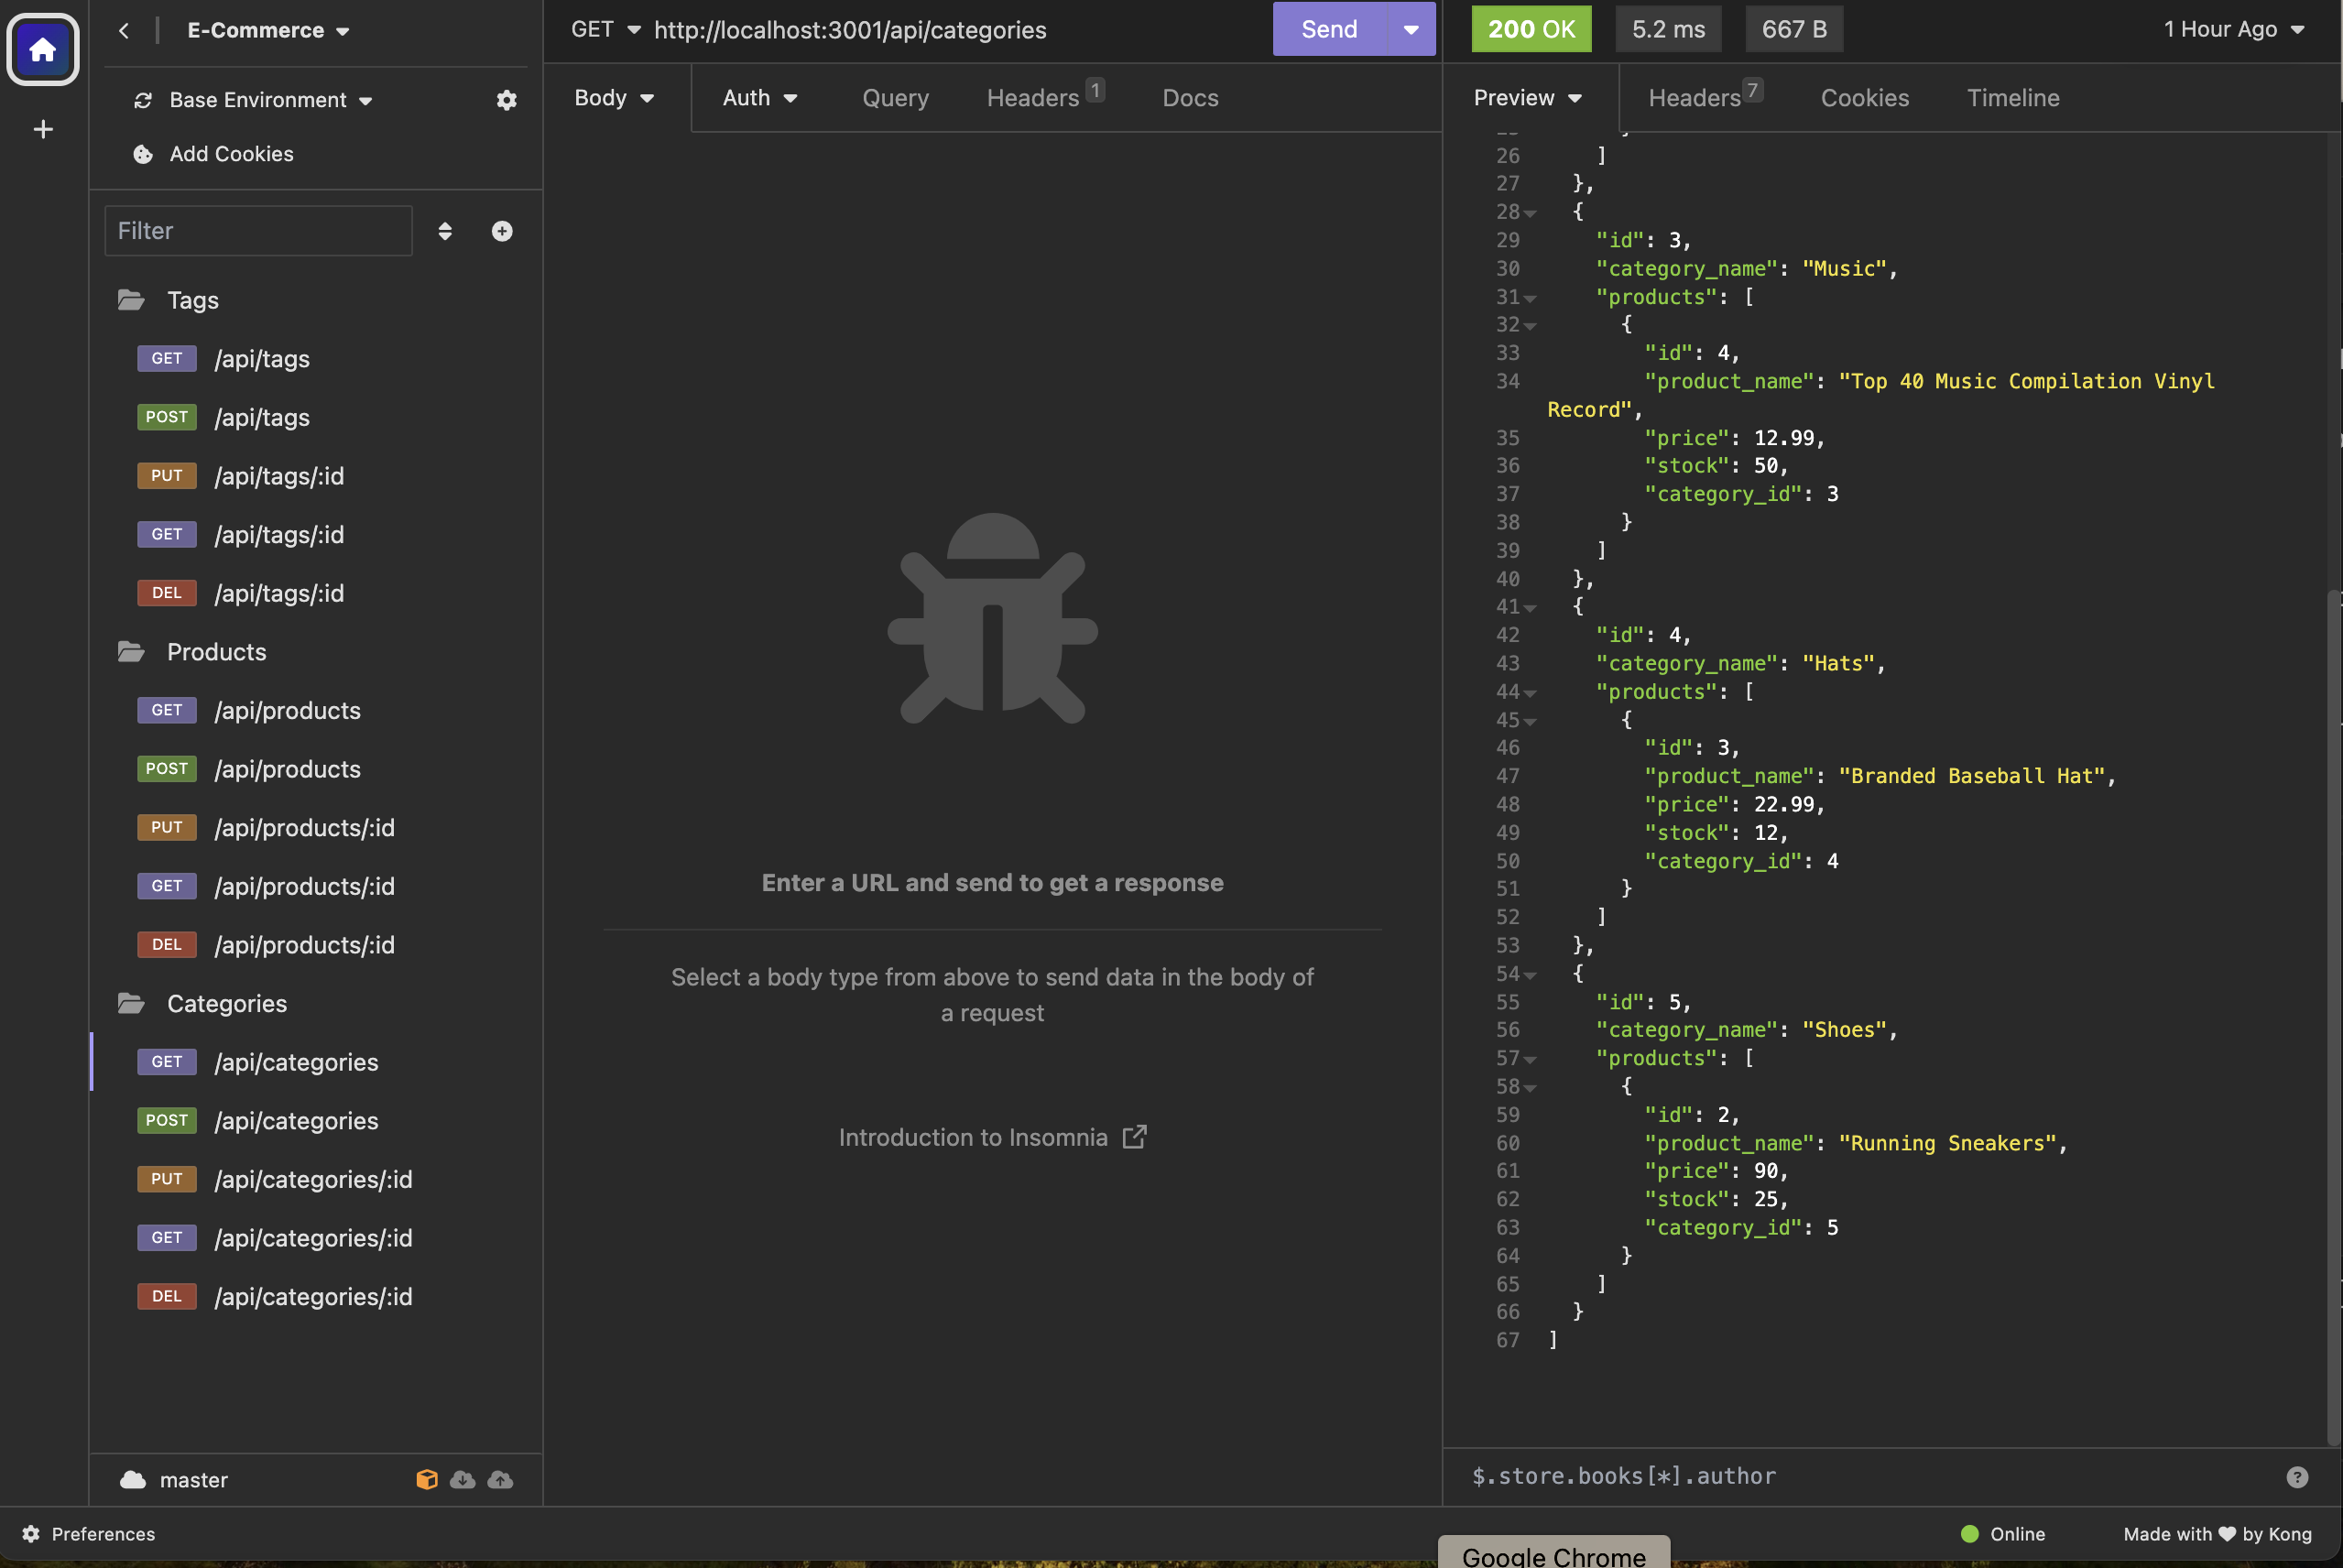 E-Commerce
Base Environment
Add Cookies
Filter
Tags
GET /api/tags
POST /api/tags
PUT /api/tags/:id
GET /api/tags/:id
DEL /api/tags/:id
Products
GET /api/products
POST /api/products
PUT /api/products/:id
GET /api/products/:id
DEL /api/products/:id
Categories
GET /api/categories
POST /api/categories
PUT /api/categories/:id
GET /api/categories/:id
DEL /api/categories/:id
master
GET http://localhost:3001/api/categories Send
Body Auth Query Headers 1 Docs
Enter a URL and send to get a response
Select a body type from above to send data in the body of
a request
Introduction to Insomnia
200 OK 5.2 ms 667 B 1 Hour Ago
Preview Headers 7 Cookies Timeline
26 ]
27 },
28 {
29 "id": 3,
30 "category_name": "Music",
31 "products": [
32 {
33 "id": 4,
34 "product_name": "Top 40 Music Compilation Vinyl
Record",
35 "price": 12.99,
36 "stock": 50,
37 "category_id": 3
38 }
39 ]
40 },
41 {
42 "id": 4,
43 "category_name": "Hats",
44 "products": [
45 {
46 "id": 3,
47 "product_name": "Branded Baseball Hat",
48 "price": 22.99,
49 "stock": 12,
50 "category_id": 4
51 }
52 ]
53 },
54 {
55 "id": 5,
56 "category_name": "Shoes",
57 "products": [
58 {
59 "id": 2,
60 "product_name": "Running Sneakers",
61 "price": 90,
62 "stock": 25,
63 "category_id": 5
64 }
65 ]
66 }
67 ]
$.store.books[*].author
Preferences
Online
Made with ❤ by Kong
Google Chrome